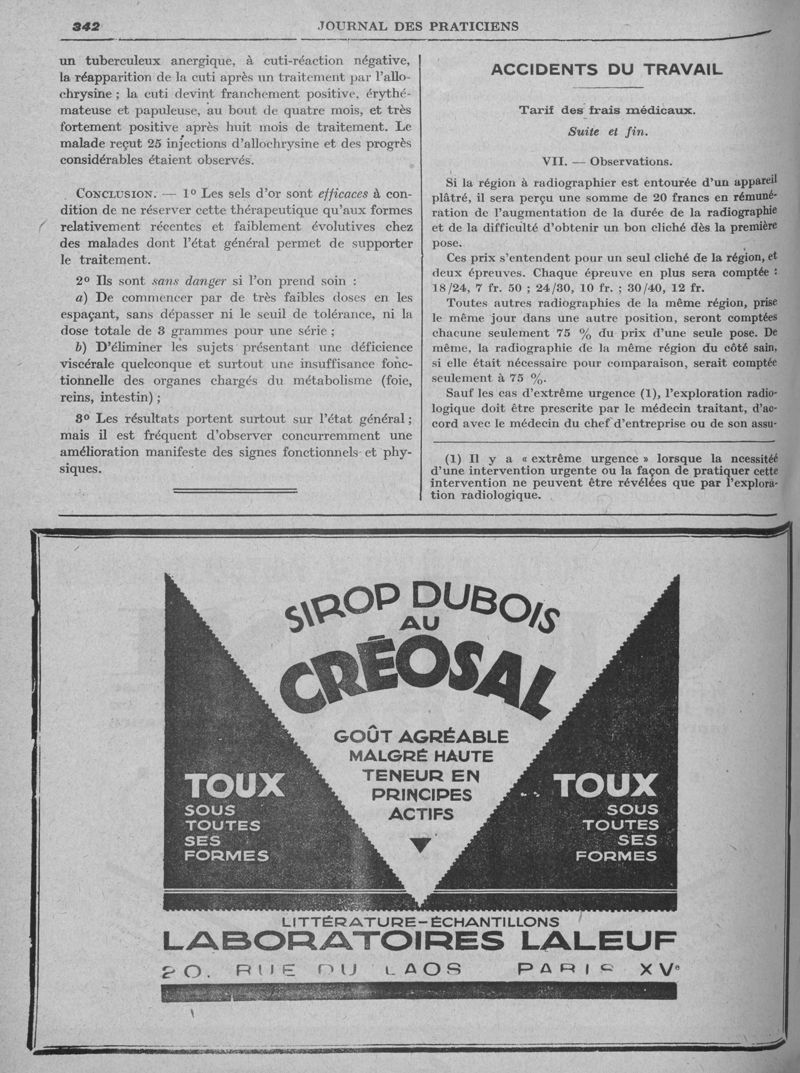 342
JOURNAL DES PRATICIENS
un tuberculeux anergique, à cuti-réaction négative,
la réapparition de la cuti après un traitement par l'allo-
chrysine ; la cuti devint franchement positive, érythé-
mateuse et papuleuse, au bout de quatre mois, et très
fortement positive après huit mois de traitement. Le
malade reçut 25 injections d'allochrysine et des progrès
considérables étaient observés.
CONCLUSION. — 1º Les sels d'or sont efficaces à con-
dition de ne réserver cette thérapeutique qu'aux formes
relativement récentes et faiblement évolutives chez
des malades dont l'état général permet de supporter
le traitement.
2º Ils sont sans danger si l'on prend soin :
a) De commencer par de très faibles doses en les
espaçant, sans dépasser ni le seuil de tolérance, ni la
dose totale de 3 grammes pour une série ;
b) D'éliminer les sujets présentant une déficience
viscérale quelconque et surtout une insuffisance fonc-
tionnelle des organes chargés du métabolisme (foie,
reins, intestin) ;
3º Les résultats portent surtout sur l'état général ;
mais il est fréquent d'observer concurremment une
amélioration manifeste des signes fonctionnels et phy-
siques.
ACCIDENTS DU TRAVAIL
Tarif des frais médicaux.
Suite et fin.
VII. — Observations.
Si la région à radiographier est entourée d'un appareil
plâtré, il sera perçu une somme de 20 francs en rémuné-
ration de l'augmentation de la durée de la radiographie
et de la difficulté d'obtenir un bon cliché dès la première
pose.
Ces prix s'entendent pour un seul cliché de la région, et
deux épreuves. Chaque épreuve en plus sera comptée :
18/24, 7 fr. 50 ; 24/30, 10 fr. ; 30/40, 12 fr.
Toutes autres radiographies de la même région, prise
le même jour dans une autre position, seront comptées
chacune seulement 75 % du prix d'une seule pose. De
même, la radiographie de la même région du côté sain,
si elle était nécessaire pour comparaison, serait comptée
seulement à 75 %.
Sauf les cas d'extrême urgence (1), l'exploration radio-
logique doit être prescrite par le médecin traitant, d'ac-
cord avec le médecin du chef d'entreprise ou de son assu-
(1) Il y a « extrême urgence » lorsque la ncessitéé
d'une intervention urgente ou la façon de pratiquer cette
intervention ne peuvent être révélées que par l'explora-
tion radiologique.
SIROP DUBOIS
AU
CRÉOSAL
GOÛT AGRÉABLE
MALGRÉ HAUTE
TENEUR EN
PRINCIPES
ACTIFS
TOUX
SOUS
TOUTES
SES
FORMES
TOUX
SOUS
TOUTES
SES
FORMES
LITTÉRATURE-ÉCHANTILLONS
LABORATOIRES LALEUF
20. RUE DU LAOS PARIS XVe